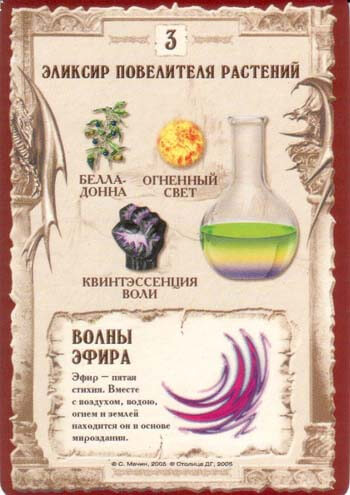 3
ЭЛИКСИР ПОВЕЛИТЕЛЯ РАСТЕНИЙ
БЕЛЛА-
ДОННА
ОГНЕННЫЙ
СВЕТ
КВИНТЭССЕНЦИЯ
ВОЛИ
ВОЛНЫ
ЭФИРА
Эфир – пятая
стихия. Вместе
с воздухом, водою,
огнем и землей
находится он в основе
мироздания.
© С. Мачин, 2005 © Столица ДГ, 2005